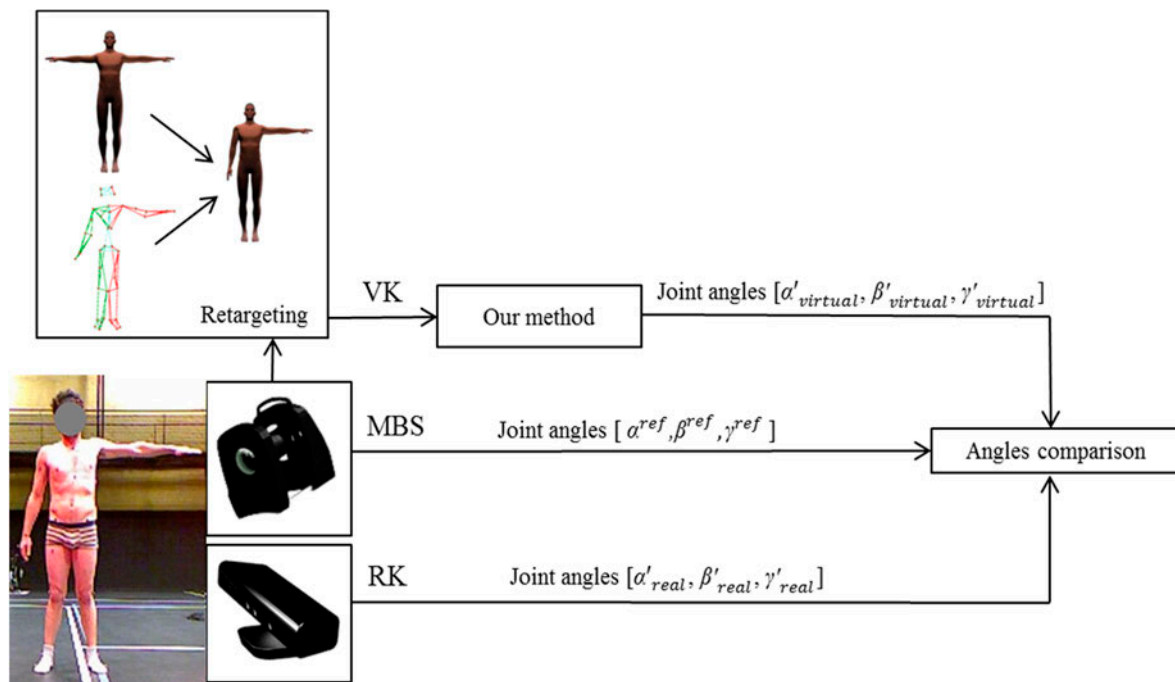 Retargeting
VK
Our method
Joint angles [α′virtual, β′virtual, γ′virtual]
MBS
Joint angles [ αref,βref,γref ]
Angles comparison
RK
Joint angles [α′real, β′real, γ′real]